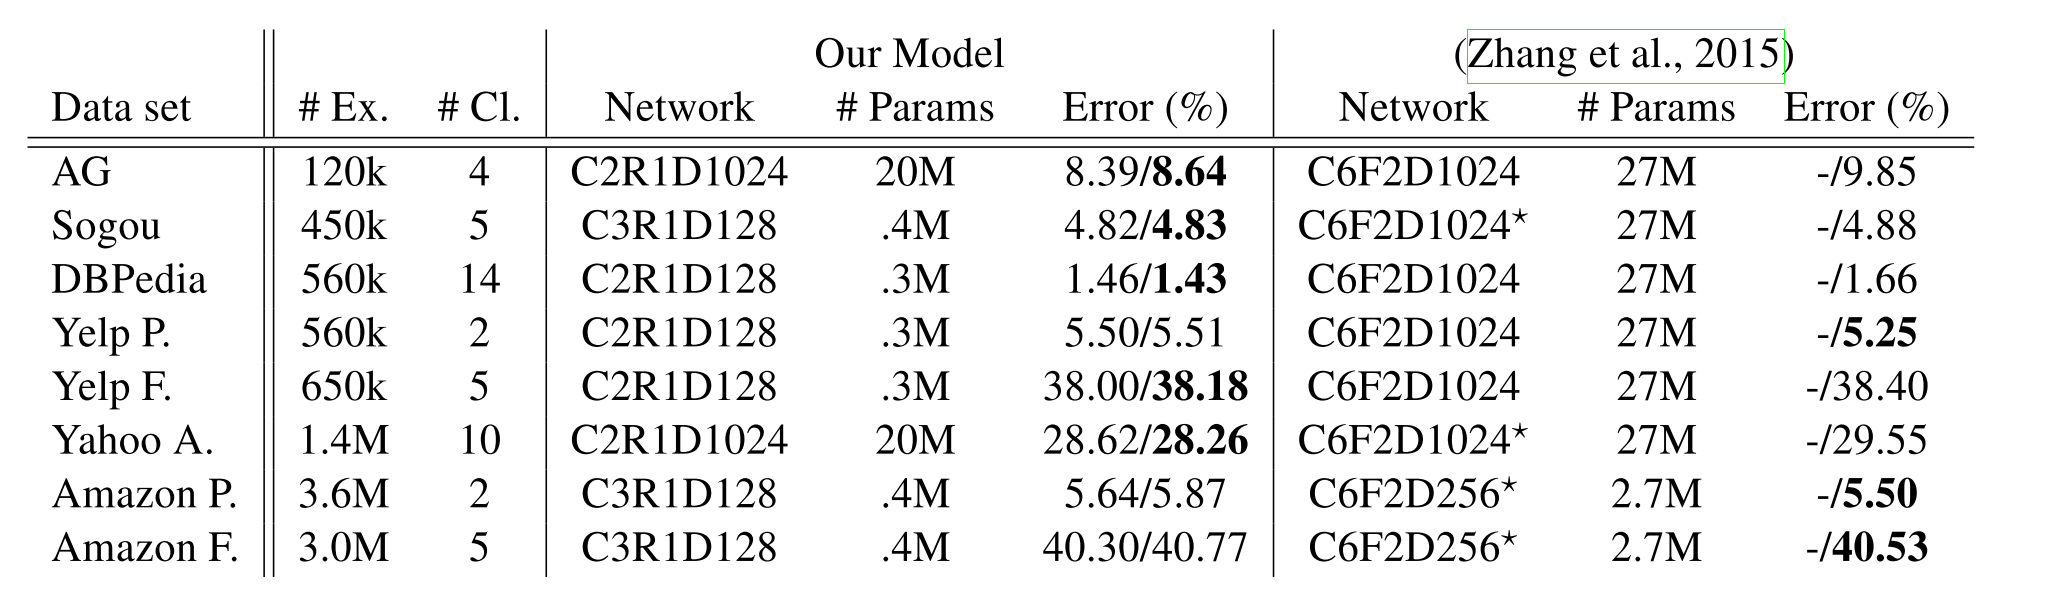 Our Model (Zhang et al., 2015)
Data set # Ex. # Cl. Network # Params Error (%) Network # Params Error (%)
AG 120k 4 C2R1D1024 20M 8.39/8.64 C6F2D1024 27M -/9.85
Sogou 450k 5 C3R1D128 .4M 4.82/4.83 C6F2D1024⋆ 27M -/4.88
DBPedia 560k 14 C2R1D128 .3M 1.46/1.43 C6F2D1024 27M -/1.66
Yelp P. 560k 2 C2R1D128 .3M 5.50/5.51 C6F2D1024 27M -/5.25
Yelp F. 650k 5 C2R1D128 .3M 38.00/38.18 C6F2D1024 27M -/38.40
Yahoo A. 1.4M 10 C2R1D1024 20M 28.62/28.26 C6F2D1024⋆ 27M -/29.55
Amazon P. 3.6M 2 C3R1D128 .4M 5.64/5.87 C6F2D256⋆ 2.7M -/5.50
Amazon F. 3.0M 5 C3R1D128 .4M 40.30/40.77 C6F2D256⋆ 2.7M -/40.53